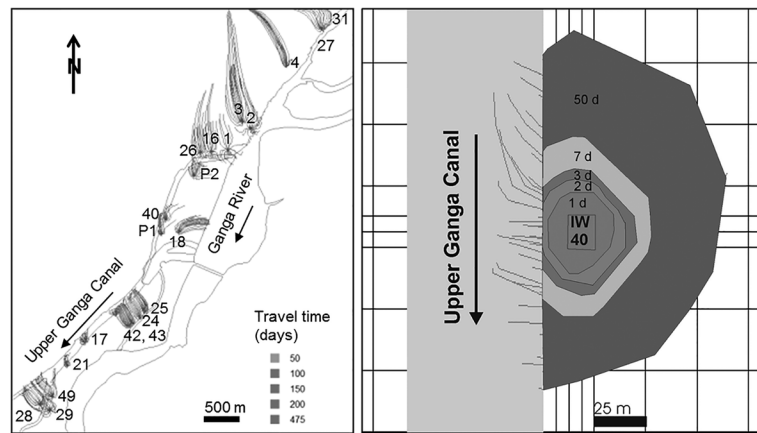 31
27
4
N
3
2
26
16
1
P2
40
P1
18
Ganga River
Upper Ganga Canal
25
24
42, 43
17
21
49
28
29
Travel time
(days)
50
100
150
200
475
500 m
Upper Ganga Canal
50 d
7 d
3 d
2 d
1 d
IW
40
25 m